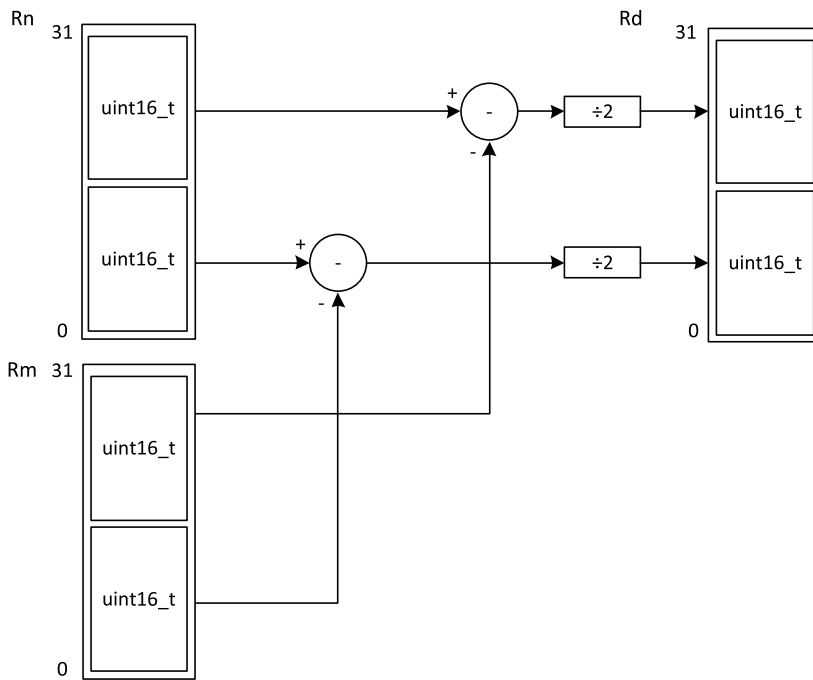 Rn
31
uint16_t
uint16_t
0
Rm
31
uint16_t
uint16_t
0
+
-
-
÷2
+
-
-
÷2
Rd
31
uint16_t
uint16_t
0